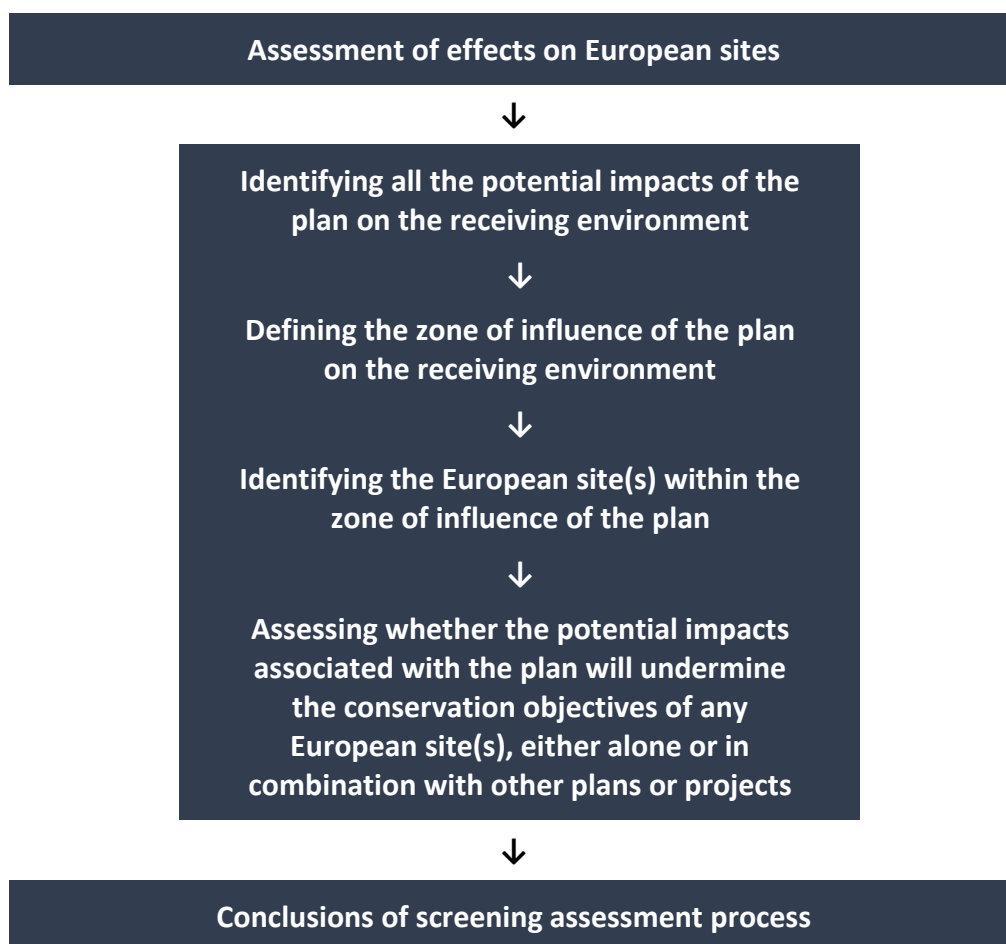 Assessment of effects on European sites
↓
Identifying all the potential impacts of the
plan on the receiving environment
↓
Defining the zone of influence of the plan
on the receiving environment
↓
Identifying the European site(s) within the
zone of influence of the plan
↓
Assessing whether the potential impacts
associated with the plan will undermine
the conservation objectives of any
European site(s), either alone or in
combination with other plans or projects
↓
Conclusions of screening assessment process